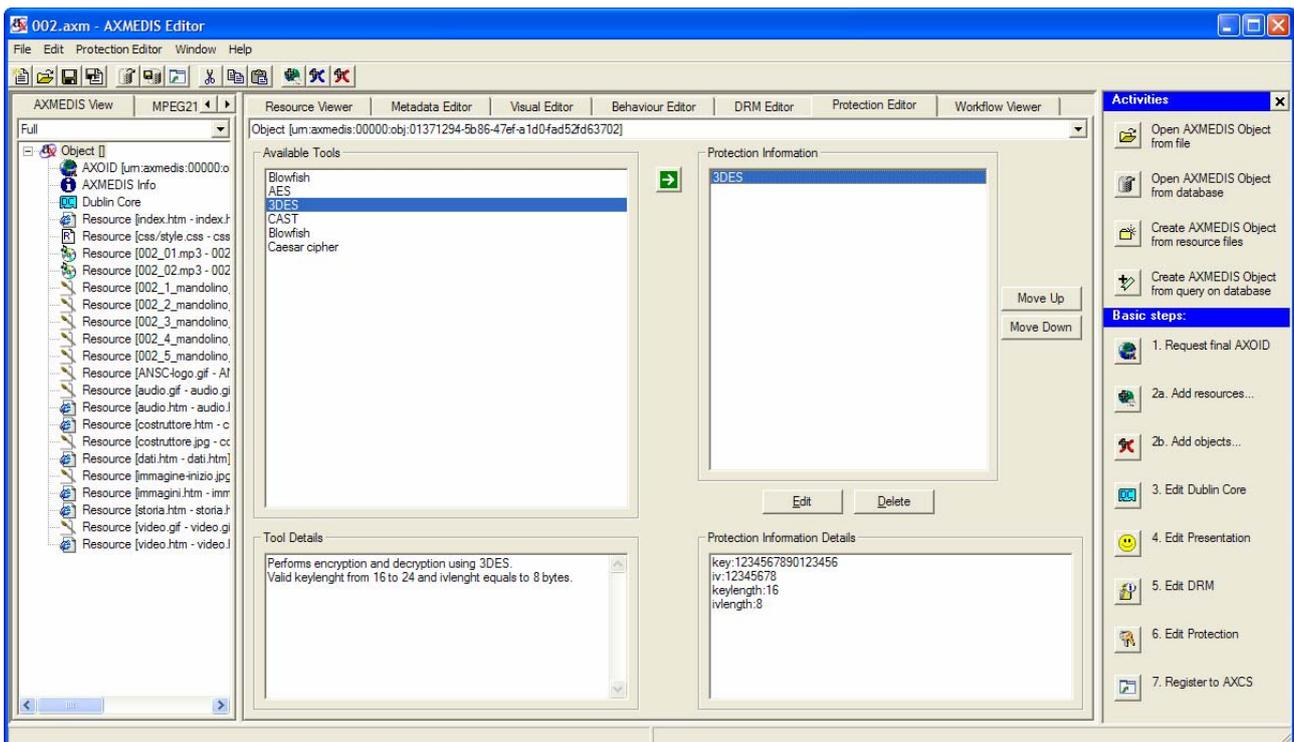 002.axm - AXMEDIS Editor
File Edit Protection Editor Window Help
AXMEDIS View MPEG21
Full
Object []
AXOID [urn:axmedis:00000:o
AXMEDIS Info
Dublin Core
Resource [index.htm - index.h
Resource [css/style.css - css
Resource [002_01.mp3 - 002
Resource [002_02.mp3 - 002
Resource [002_1_mandolino_
Resource [002_2_mandolino_
Resource [002_3_mandolino_
Resource [002_4_mandolino_
Resource [002_5_mandolino_
Resource [ANSC-logo.gif - AN
Resource [audio.gif - audio.gi
Resource [audio.htm - audio.h
Resource [costruttore.htm - c
Resource [costruttore.jpg - cc
Resource [dati.htm - dati.htm]
Resource [immagine-inizio.jpg
Resource [immagini.htm - imm
Resource [storia.htm - storia.h
Resource [video.gif - video.gi
Resource [video.htm - video.h
Resource Viewer Metadata Editor Visual Editor Behaviour Editor DRM Editor Protection Editor Workflow Viewer
Object [urn:axmedis:00000:obj:01371294-5b86-47ef-a1d0-fad52fd63702]
Available Tools
Blowfish
AES
3DES
CAST
Blowfish
Caesar cipher
Protection Information
3DES
Move Up
Move Down
Edit Delete
Tool Details
Performs encryption and decryption using 3DES.
Valid keylenght from 16 to 24 and ivlenght equals to 8 bytes.
Protection Information Details
key:1234567890123456
iv:12345678
keylength:16
ivlength:8
Activities
Open AXMEDIS Object
from file
Open AXMEDIS Object
from database
Create AXMEDIS Object
from resource files
Create AXMEDIS Object
from query on database
Basic steps:
1. Request final AXOID
2a. Add resources...
2b. Add objects...
3. Edit Dublin Core
4. Edit Presentation
5. Edit DRM
6. Edit Protection
7. Register to AXCS